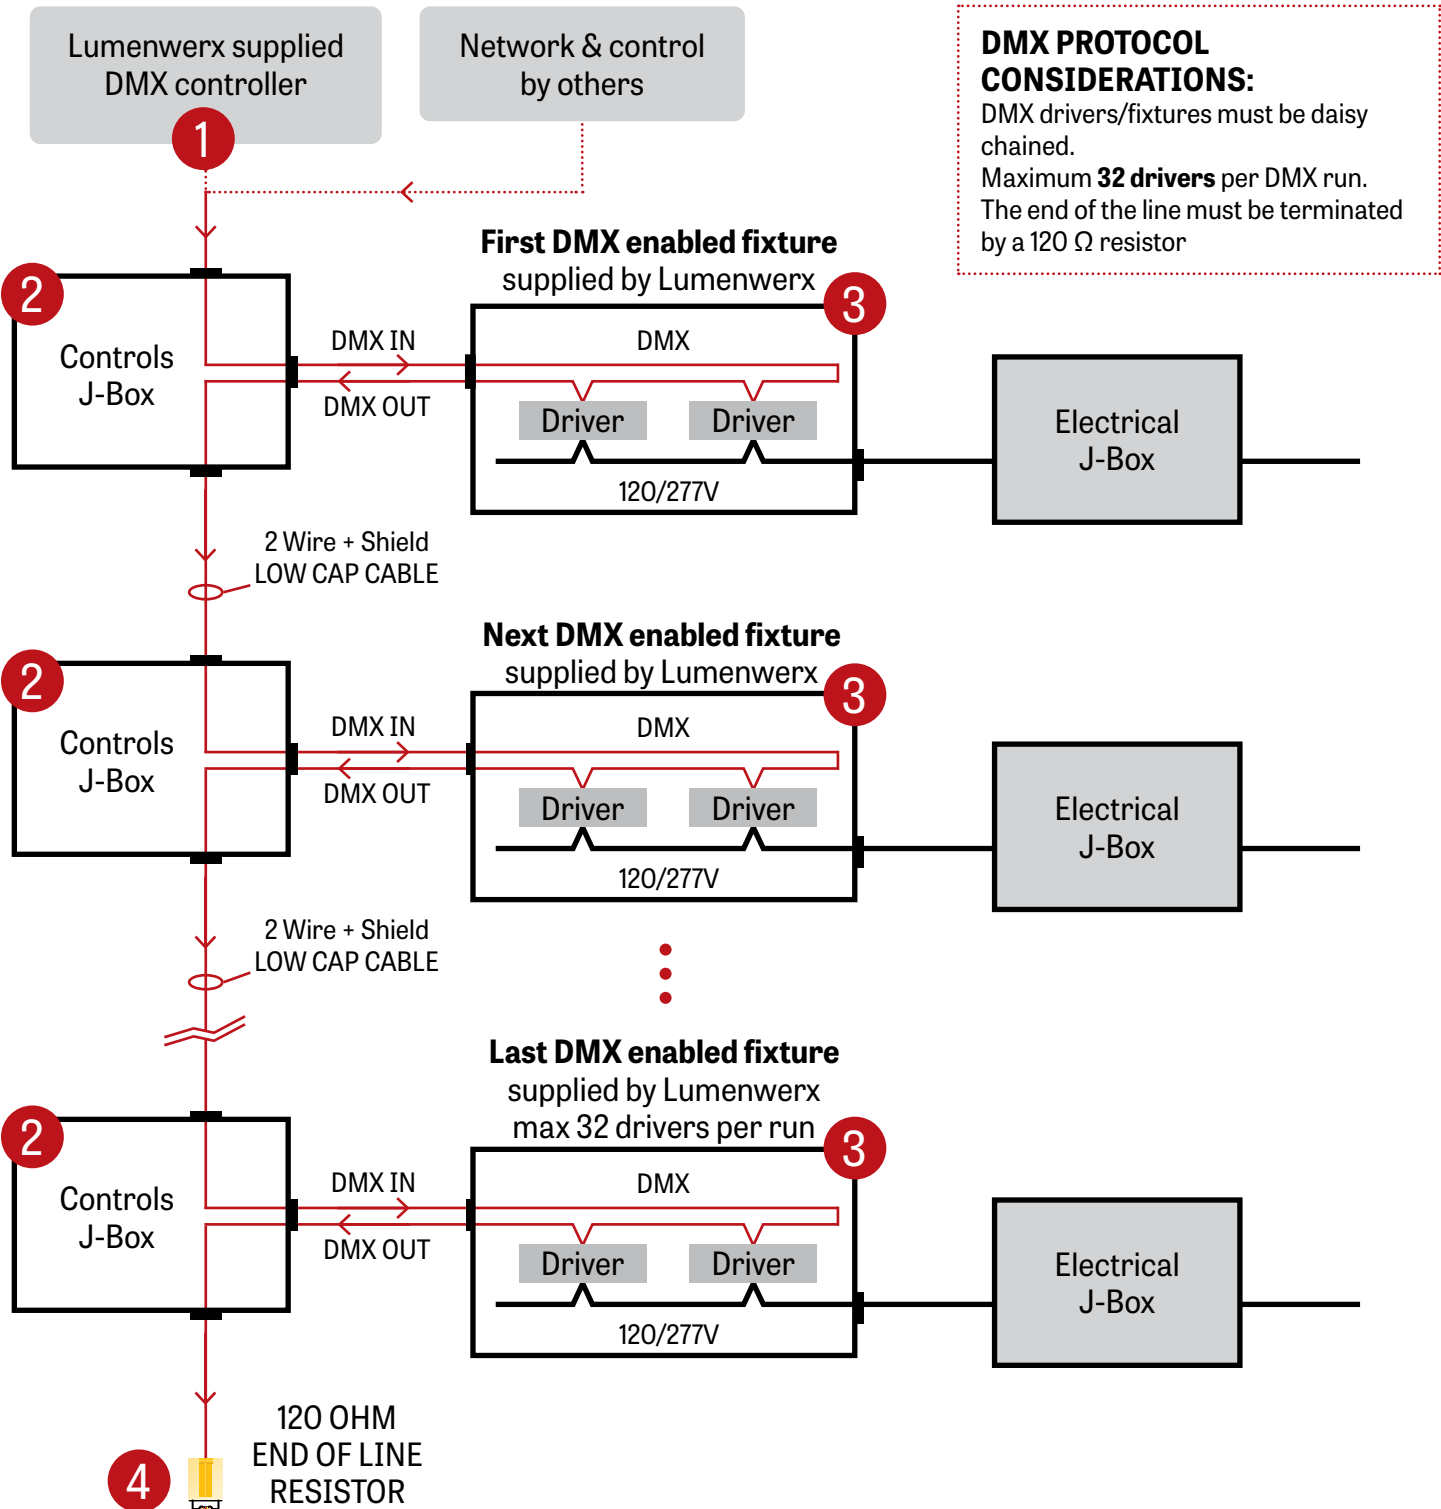 Lumenwerx supplied
DMX controller
1
Network & control
by others
DMX PROTOCOL
CONSIDERATIONS:
DMX drivers/fixtures must be daisy
chained.
Maximum 32 drivers per DMX run.
The end of the line must be terminated
by a 120 Ω resistor
First DMX enabled fixture
supplied by Lumenwerx
2
Controls
J-Box
DMX IN
DMX OUT
3
DMX
Driver
Driver
120/277V
Electrical
J-Box
2 Wire + Shield
LOW CAP CABLE
Next DMX enabled fixture
supplied by Lumenwerx
2
Controls
J-Box
DMX IN
DMX OUT
3
DMX
Driver
Driver
120/277V
Electrical
J-Box
2 Wire + Shield
LOW CAP CABLE
Last DMX enabled fixture
supplied by Lumenwerx
max 32 drivers per run
2
Controls
J-Box
DMX IN
DMX OUT
3
DMX
Driver
Driver
120/277V
Electrical
J-Box
4
120 OHM
END OF LINE
RESISTOR